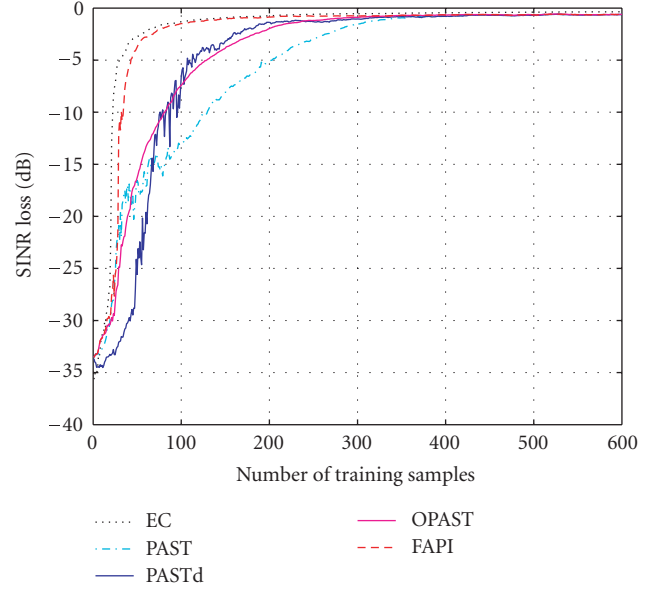 0
−5
−10
−15
−20
−25
−30
−35
−40
SINR loss (dB)
0 100 200 300 400 500 600
Number of training samples
EC
PAST
PASTd
OPAST
FAPI